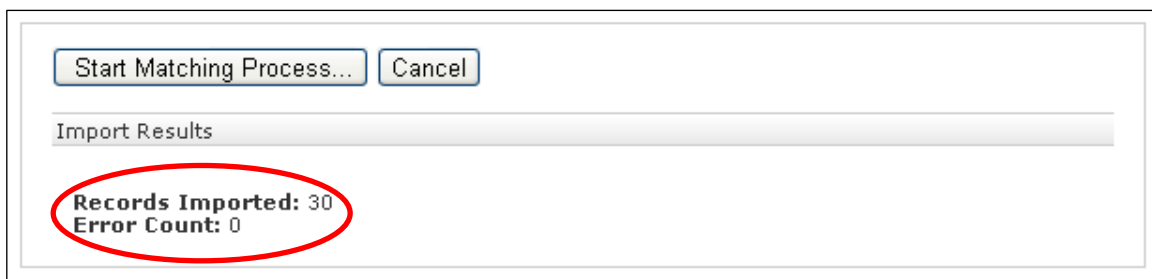 Start Matching Process... Cancel
Import Results
Records Imported: 30
Error Count: 0